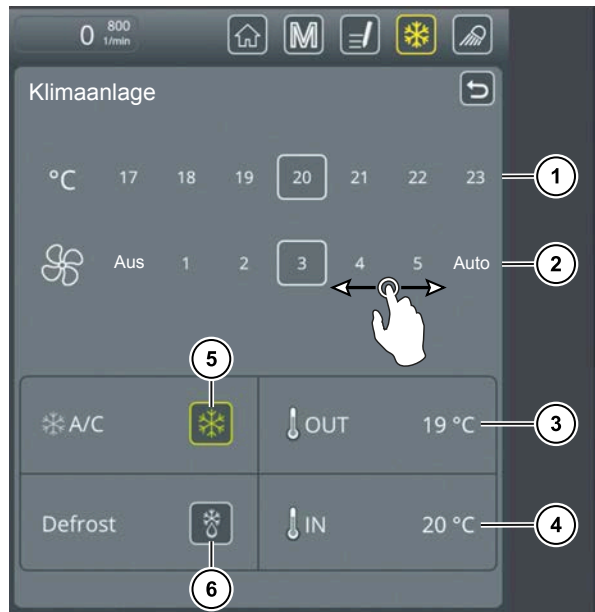 0 800 1/min M
Klimaanlage
°C 17 18 19 20 21 22 23 1
Aus 1 2 3 4 5 Auto 2
5
A/C OUT 19 °C 3
Defrost IN 20 °C 4
6